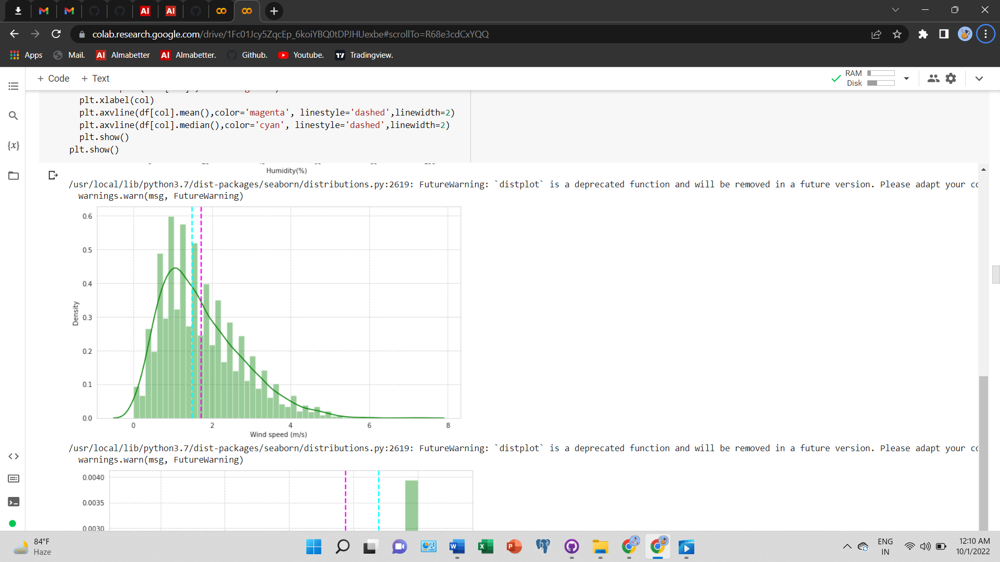 colab.research.google.com/drive/1Fc01Jcy5ZqcEp_6koiYBQ0tDPJHUexbe#scrollTo=R68e3cdCxYQQ
Apps Mail. AI Almabetter AI Almabetter. Github. Youtube. Tradingview.
+ Code + Text
RAM
Disk
plt.xlabel(col)
plt.axvline(df[col].mean(),color='magenta', linestyle='dashed',linewidth=2)
plt.axvline(df[col].median(),color='cyan', linestyle='dashed',linewidth=2)
plt.show()
plt.show()
{x}
Humidity(%)
/usr/local/lib/python3.7/dist-packages/seaborn/distributions.py:2619: FutureWarning: `distplot` is a deprecated function and will be removed in a future version. Please adapt your
warnings.warn(msg, FutureWarning)
0.6
0.5
0.4
0.3
0.2
0.1
0.0
Density
0 2 4 6 8
Wind speed (m/s)
/usr/local/lib/python3.7/dist-packages/seaborn/distributions.py:2619: FutureWarning: `distplot` is a deprecated function and will be removed in a future version. Please adapt your
warnings.warn(msg, FutureWarning)
0.0040
0.0035
0.0030
84°F
Haze
ENG
IN
12:10 AM
10/1/2022